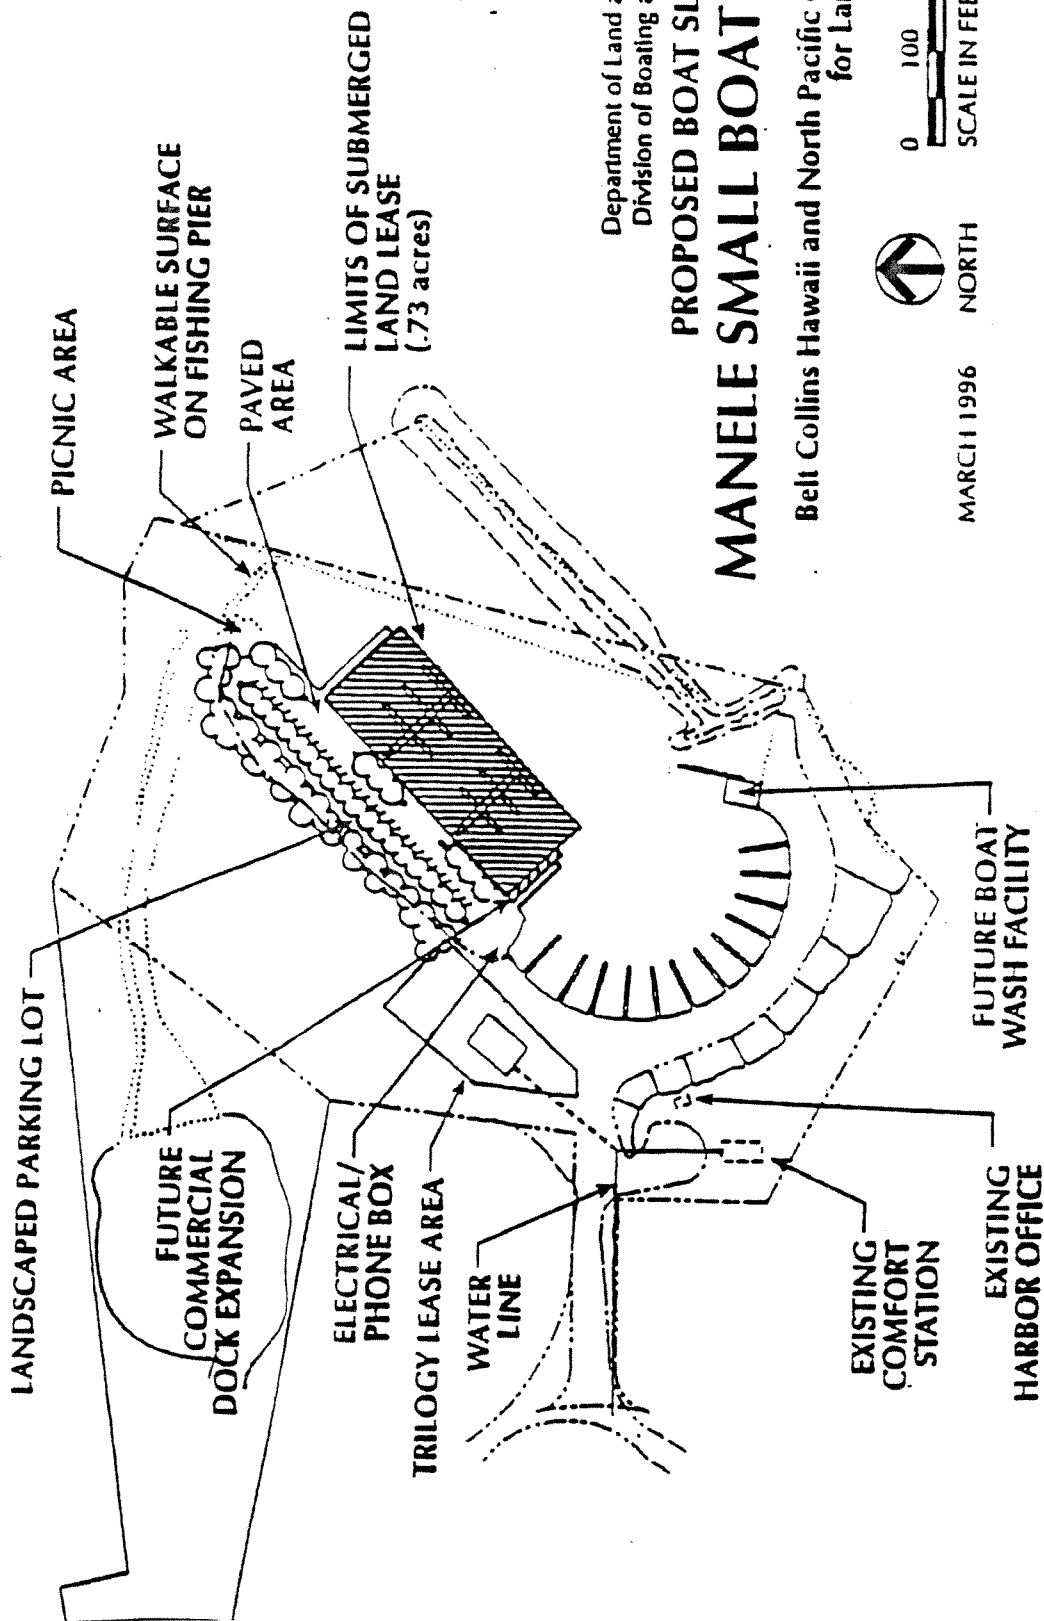 LANDSCAPED PARKING LOT
PICNIC AREA
WALKABLE SURFACE
ON FISHING PIER
PAVED
AREA
LIMITS OF SUBMERGED
LAND LEASE
(.73 acres)
FUTURE
COMMERCIAL
DOCK EXPANSION
ELECTRICAL/
PHONE BOX
TRILOGY LEASE AREA
WATER
LINE
EXISTING
COMFORT
STATION
EXISTING
HARBOR OFFICE
FUTURE BOAT
WASH FACILITY
Department of Land
Division of Boating
PROPOSED BOAT
MANELE SMALL BOAT
Belt Collins Hawaii and North Pacific
for
MARCH 1996
NORTH
0 100
SCALE IN